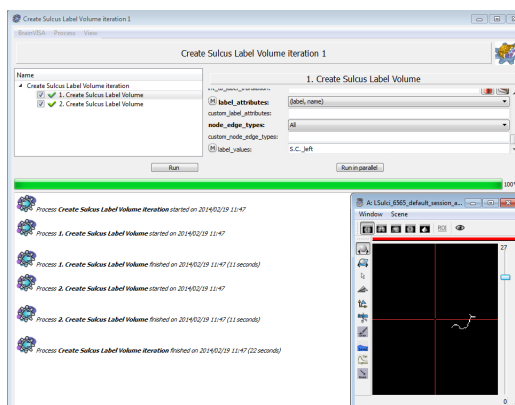 Create Sulcus Label Volume iteration 1
BrainVISA Process View
Create Sulcus Label Volume iteration 1
Name
Create Sulcus Label Volume iteration
1. Create Sulcus Label Volume
2. Create Sulcus Label Volume
1. Create Sulcus Label Volume
M label_attributes: (label, name)
custom_label_attributes:
node_edge_types: All
custom_node_edge_types:
M label_values: S.C._left
Run
Run in parallel
100%
Process Create Sulcus Label Volume iteration started on 2014/02/19 11:47
Process 1. Create Sulcus Label Volume started on 2014/02/19 11:47
Process 1. Create Sulcus Label Volume finished on 2014/02/19 11:47 (11 seconds)
Process 2. Create Sulcus Label Volume started on 2014/02/19 11:47
Process 2. Create Sulcus Label Volume finished on 2014/02/19 11:47 (11 seconds)
Process Create Sulcus Label Volume iteration finished on 2014/02/19 11:47 (22 seconds)
A: LSulci_6565_default_session_a...
Window Scene
27
0